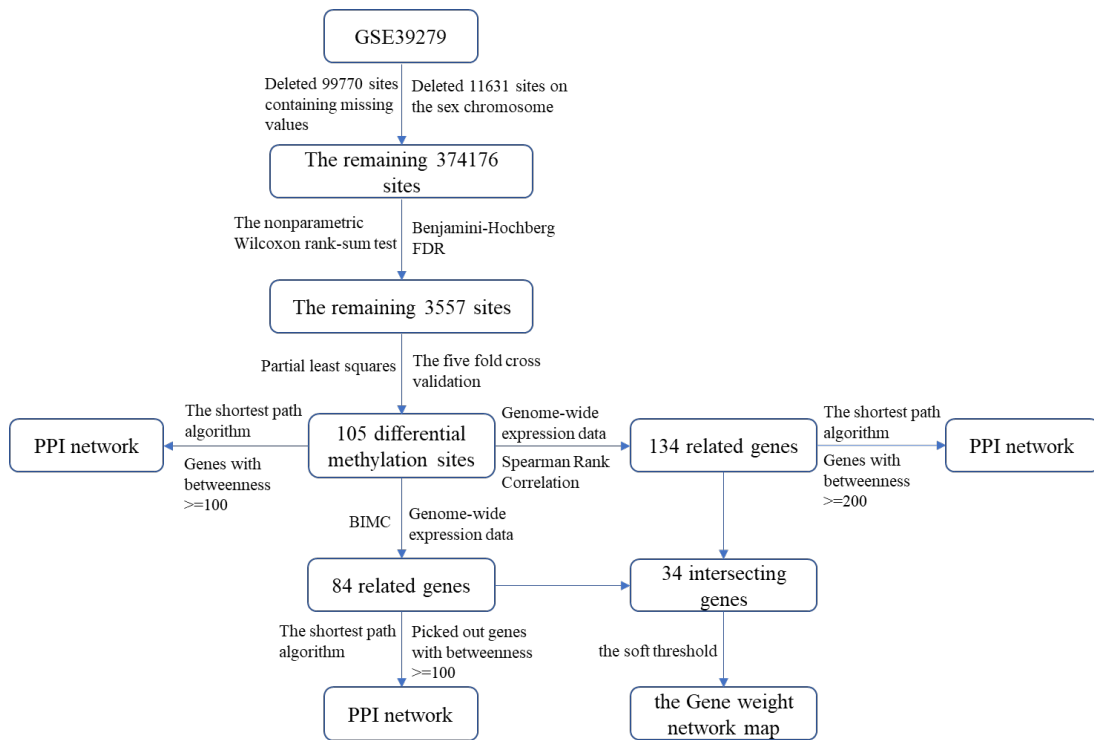 GSE39279
Deleted 99770 sites
containing missing
values
Deleted 11631 sites on
the sex chromosome
The remaining 374176
sites
The nonparametric
Wilcoxon rank-sum test
Benjamini-Hochberg
FDR
The remaining 3557 sites
Partial least squares
The five fold cross
validation
PPI network
The shortest path
algorithm
Genes with
betweenness
>=100
105 differential
methylation sites
Genome-wide
expression data
Spearman Rank
Correlation
134 related genes
The shortest path
algorithm
Genes with
betweenness
>=200
PPI network
BIMC
Genome-wide
expression data
84 related genes
34 intersecting
genes
The shortest path
algorithm
Picked out genes
with betweenness
>=100
the soft threshold
PPI network
the Gene weight
network map